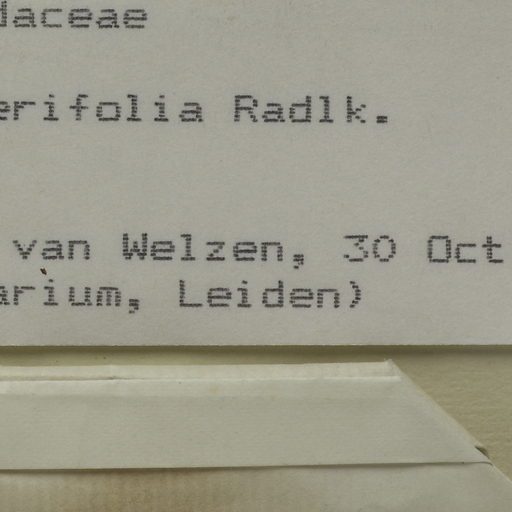 daceae
erifolia Radlk.
van Welzen, 30 Oct
arium, Leiden)